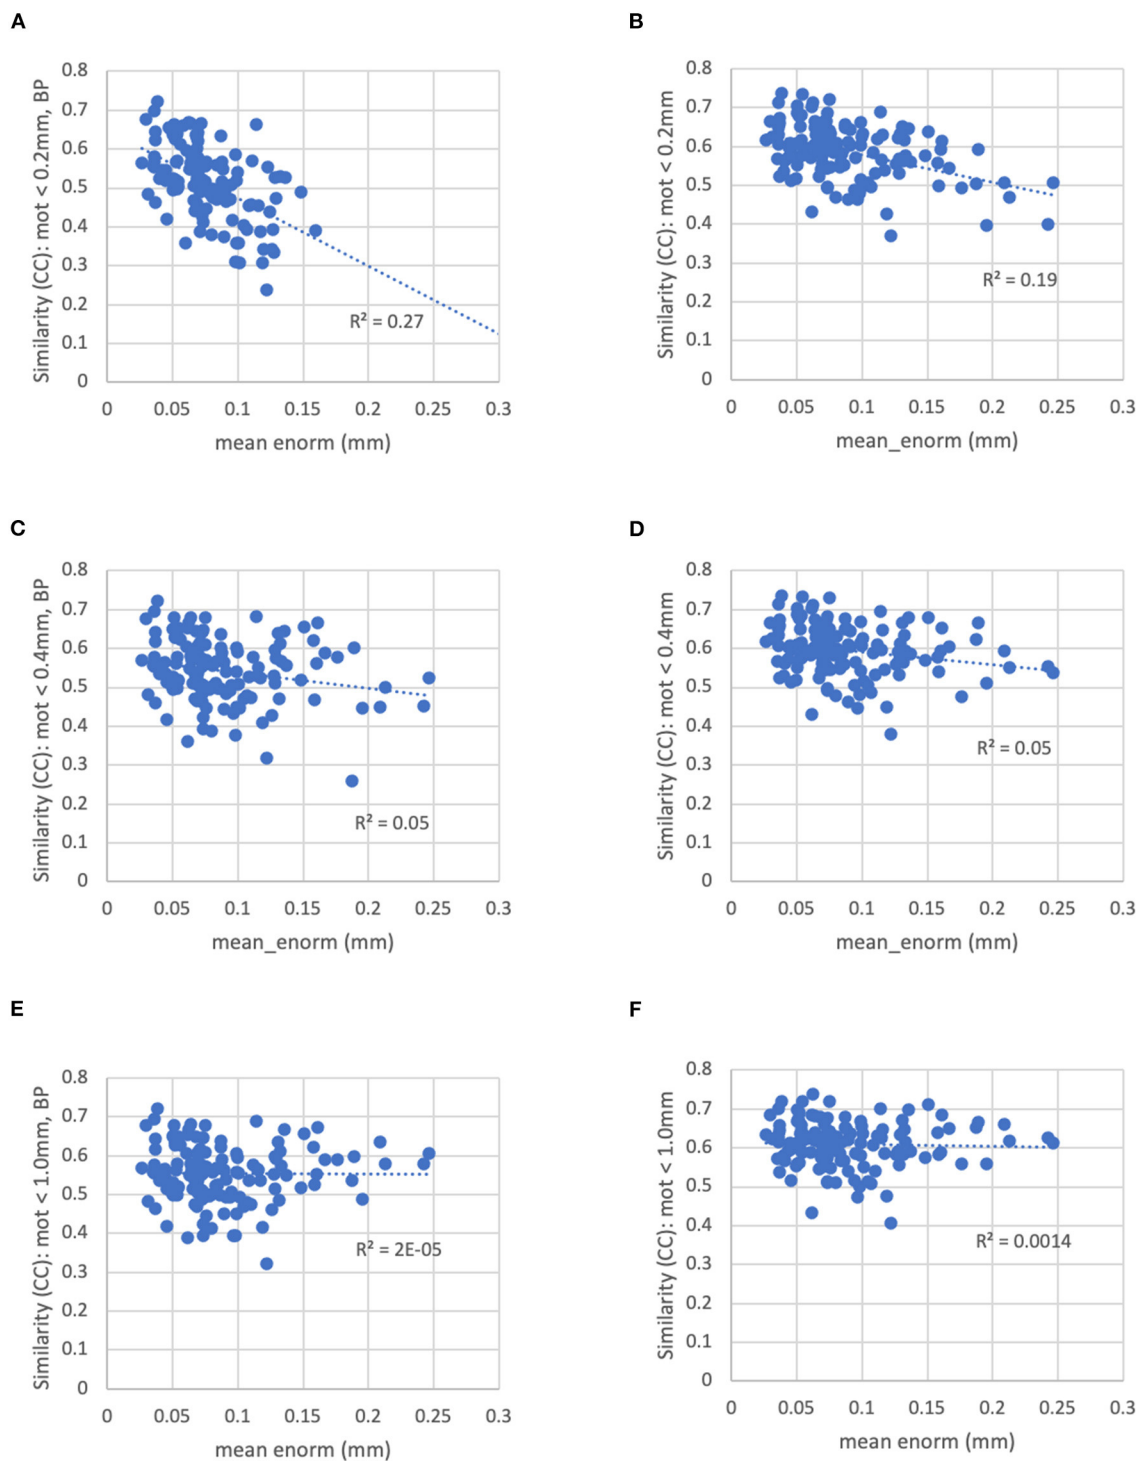 A
Similarity (CC): mot < 0.2mm, BP
0.8
0.7
0.6
0.5
0.4
0.3
0.2
0.1
0
R² = 0.27
0 0.05 0.1 0.15 0.2 0.25 0.3
mean enorm (mm)
B
Similarity (CC): mot < 0.2mm
0.8
0.7
0.6
0.5
0.4
0.3
0.2
0.1
0
R² = 0.19
0 0.05 0.1 0.15 0.2 0.25 0.3
mean_enorm (mm)
C
Similarity (CC): mot < 0.4mm, BP
0.8
0.7
0.6
0.5
0.4
0.3
0.2
0.1
0
R² = 0.05
0 0.05 0.1 0.15 0.2 0.25 0.3
mean_enorm (mm)
D
Similarity (CC): mot < 0.4mm
0.8
0.7
0.6
0.5
0.4
0.3
0.2
0.1
0
R² = 0.05
0 0.05 0.1 0.15 0.2 0.25 0.3
mean_enorm (mm)
E
Similarity (CC): mot < 1.0mm, BP
0.8
0.7
0.6
0.5
0.4
0.3
0.2
0.1
0
R² = 2E-05
0 0.05 0.1 0.15 0.2 0.25 0.3
mean enorm (mm)
F
Similarity (CC): mot < 1.0mm
0.8
0.7
0.6
0.5
0.4
0.3
0.2
0.1
0
R² = 0.0014
0 0.05 0.1 0.15 0.2 0.25 0.3
mean enorm (mm)